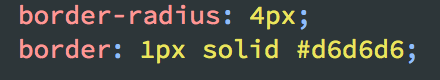 border-radius: 4px;
border: 1px solid #d6d6d6;